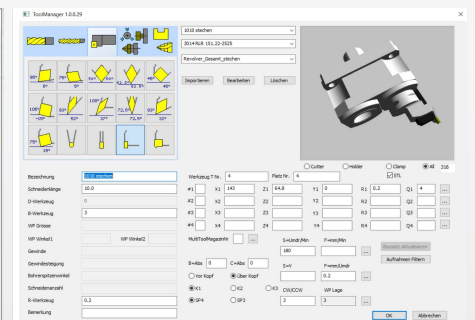 ToolManager 1.0.0.29
1010 stechen
3014 RLR 151.22-2525
Revolver_Gesamt_stechen
Importieren Bearbeiten Löschen
Cutter Holder Clamp All 316
STL
Bezeichnung 1010 stechen
Schneidenlänge 10.0
D-Werkzeug 0
B-Werkzeug 3
WP Grösse
WP Winkel1 WP Winkel2
Gewinde
Gewindesteigung
Bohrerspitzenwinkel
Schneidenanzahl
R-Werkzeug 0.2
Bemerkung
Werkzeug T Nr. 4 Platz Nr. 4
#1 X1 143 Z1 64.8 Y1 0 R1 0.2 Q1 4 ...
#2 X2 Z2 Y2 R2 Q2 ...
#3 X3 Z3 Y3 R3 Q3 ...
#4 X4 Z4 Y4 R4 Q4 ...
MultiToolMagazinNr ...
S=Umdr/Min F=mm/Min
180
B=Abs 0 C=Abs 0
S=V F=mm/Umdr
0.2 ...
Vor Kopf Über Kopf
K1 K2 K3
CW/CCW WP Lage
SP4 SP3
3 3 ...
Aufnahmen Filtern
OK Abbrechen